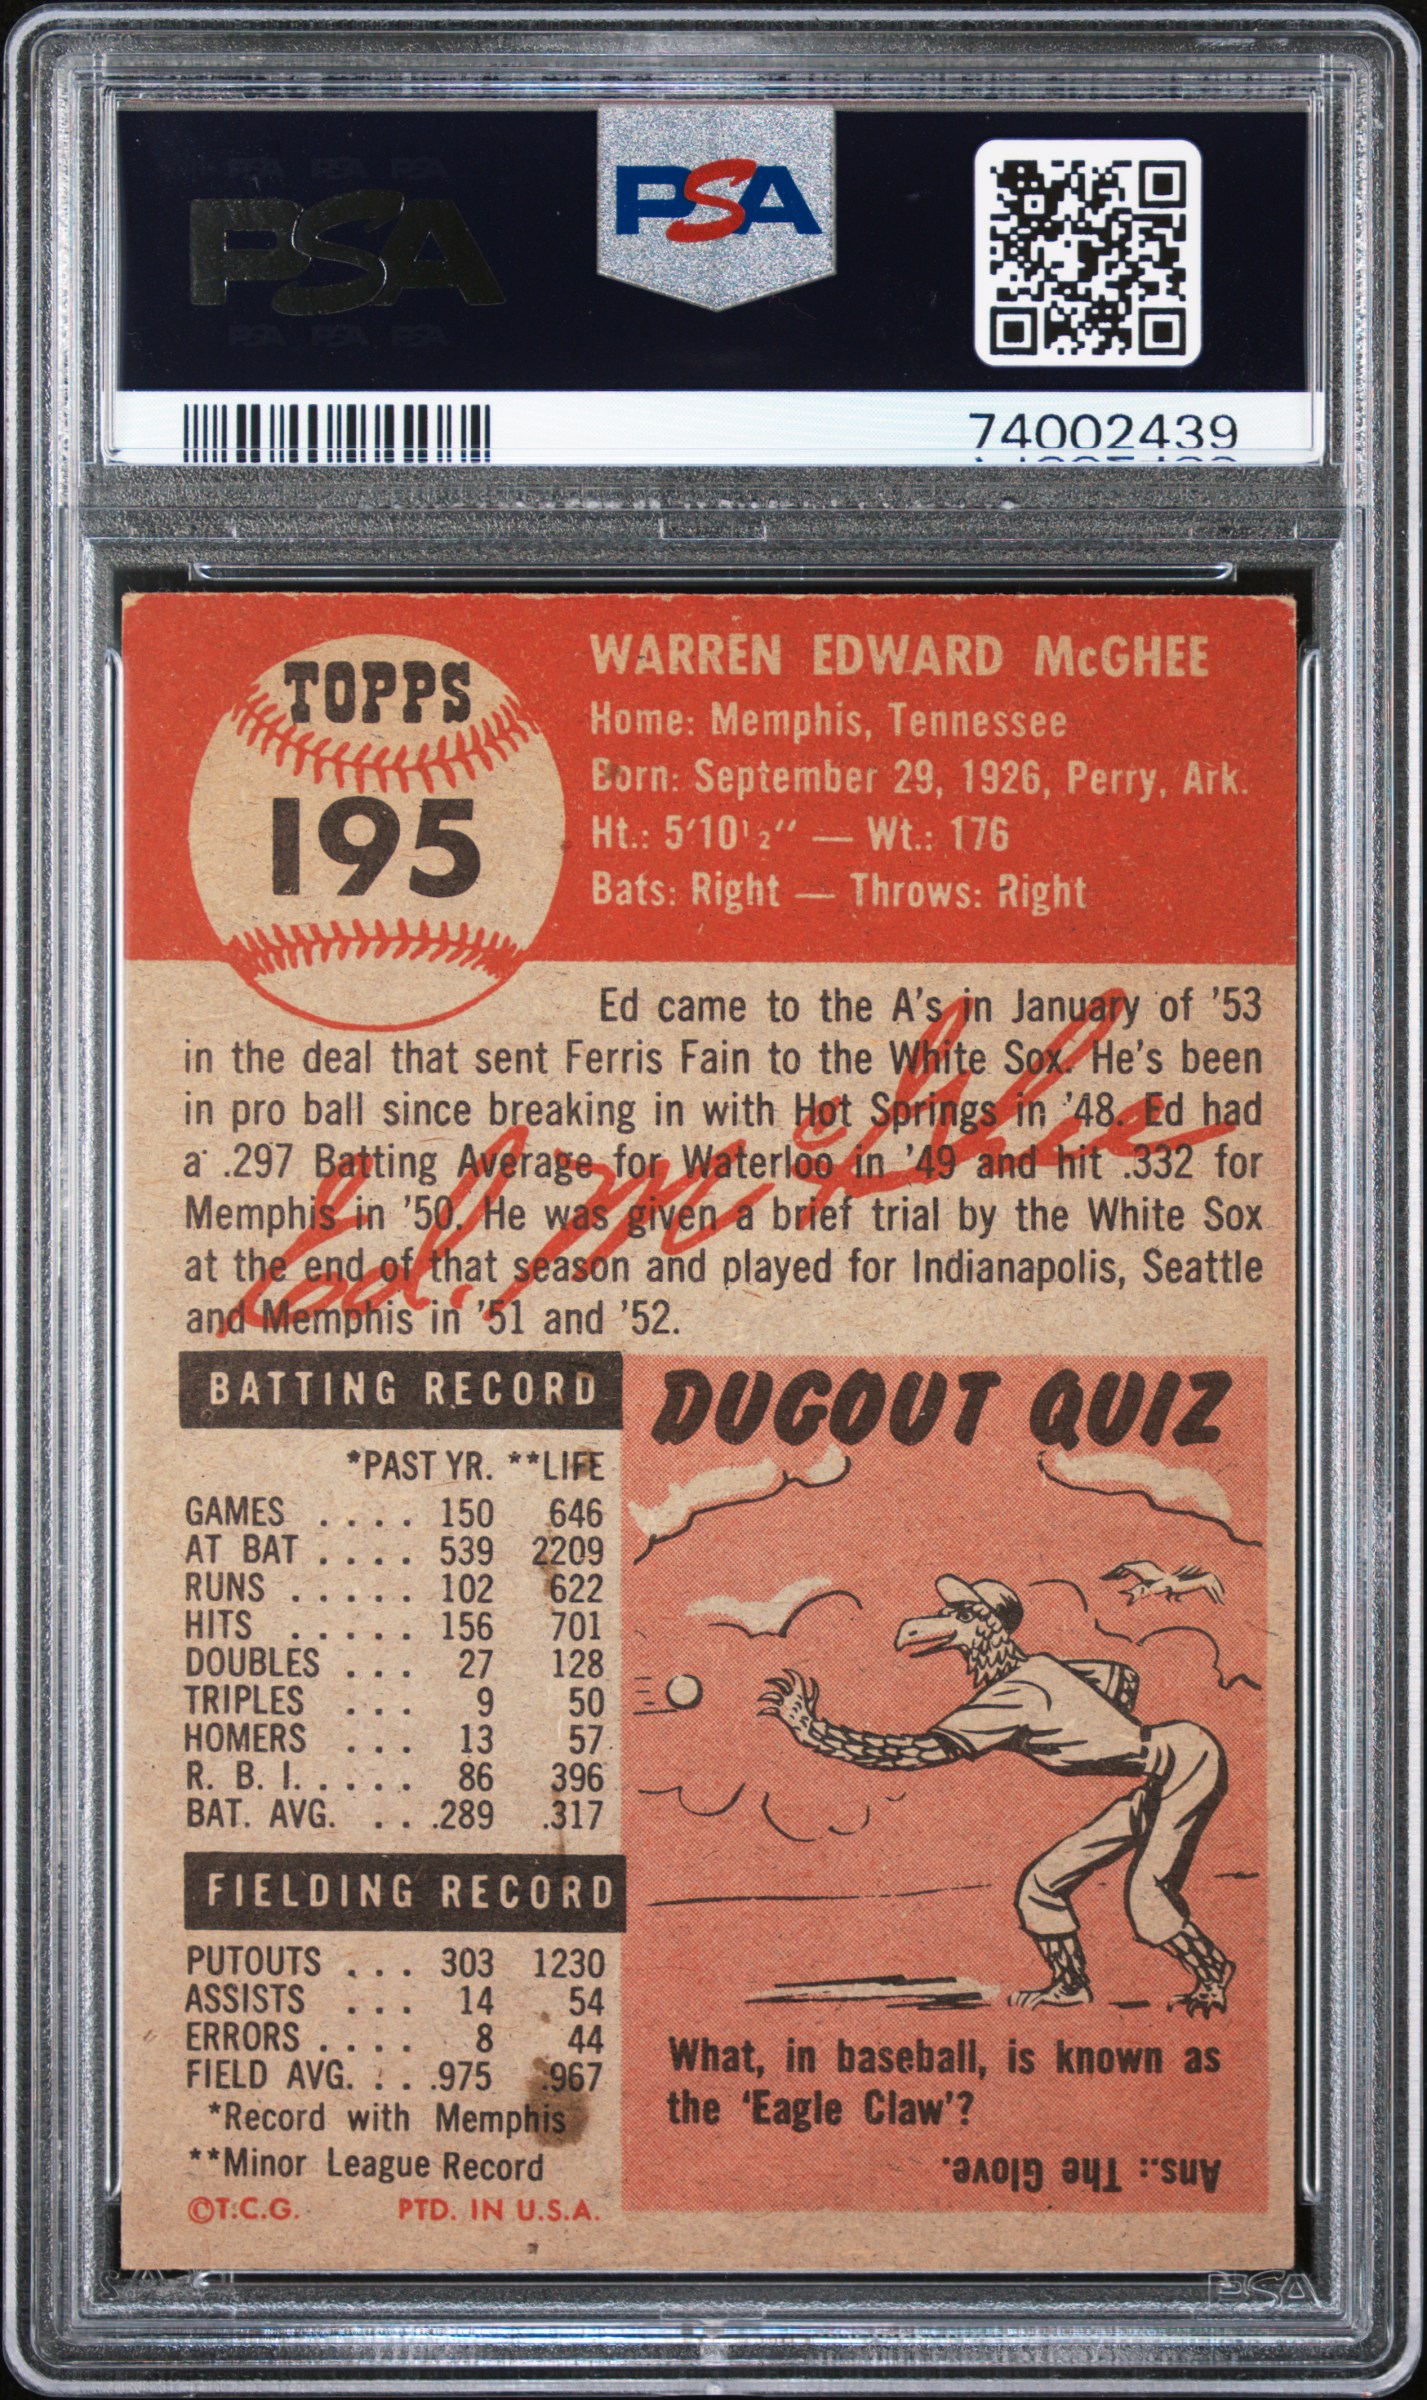 PSA PSA PSA
PSA
PSA PSA PSA
PSA
74002439
TOPPS
195
WARREN EDWARD McGHEE
Home: Memphis, Tennessee
Born: September 29, 1926, Perry, Ark.
Ht.: 5'10½" — Wt.: 176
Bats: Right — Throws: Right
Ed came to the A's in January of '53
in the deal that sent Ferris Fain to the White Sox. He's been
in pro ball since breaking in with Hot Springs in '48. Ed had
a .297 Batting Average for Waterloo in '49 and hit .332 for
Memphis in '50. He was given a brief trial by the White Sox
at the end of that season and played for Indianapolis, Seattle
and Memphis in '51 and '52.
Ed. McGhee
BATTING RECORD
*PAST YR. **LIFE
GAMES .... 150 646
AT BAT .... 539 2209
RUNS ..... 102 622
HITS ..... 156 701
DOUBLES ... 27 128
TRIPLES ... 9 50
HOMERS ... 13 57
R. B. I. .... 86 396
BAT. AVG. ... .289 .317
FIELDING RECORD
PUTOUTS ... 303 1230
ASSISTS ... 14 54
ERRORS .... 8 44
FIELD AVG. ... .975 .967
*Record with Memphis
**Minor League Record
©T.C.G. PTD. IN U.S.A.
DUGOUT QUIZ
What, in baseball, is known as
the 'Eagle Claw'?
Ans.: The Glove.
PSA